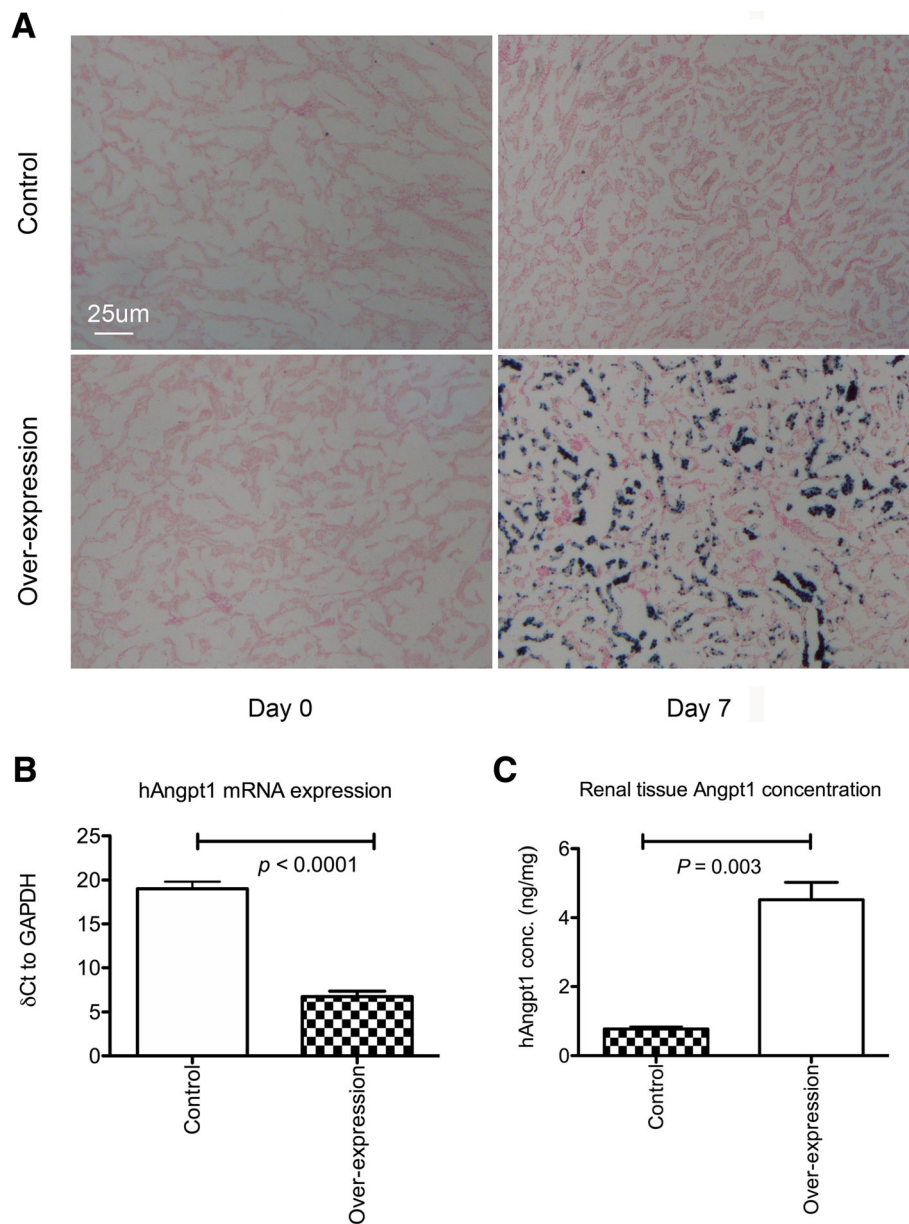 A
Control
25um
Over-expression
Day 0
Day 7
B
hAngpt1 mRNA expression
25
20
15
10
5
0
δCt to GAPDH
p < 0.0001
Control
Over-expression
C
Renal tissue Angpt1 concentration
6
4
2
0
hAngpt1 conc. (ng/mg)
P = 0.003
Control
Over-expression